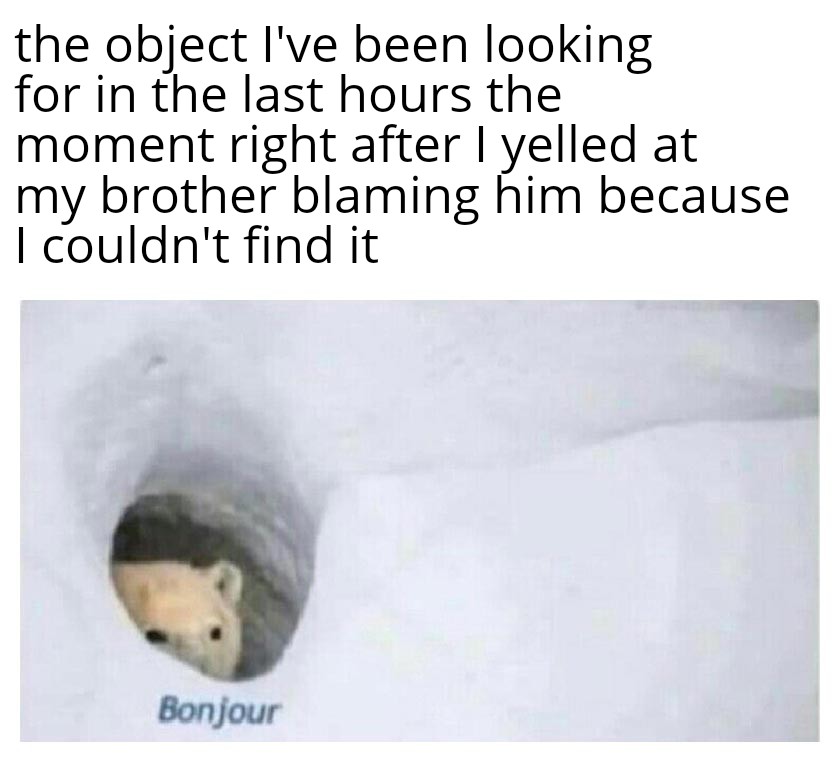 the object I've been looking
for in the last hours the
moment right after I yelled at
my brother blaming him because
I couldn't find it
Bonjour